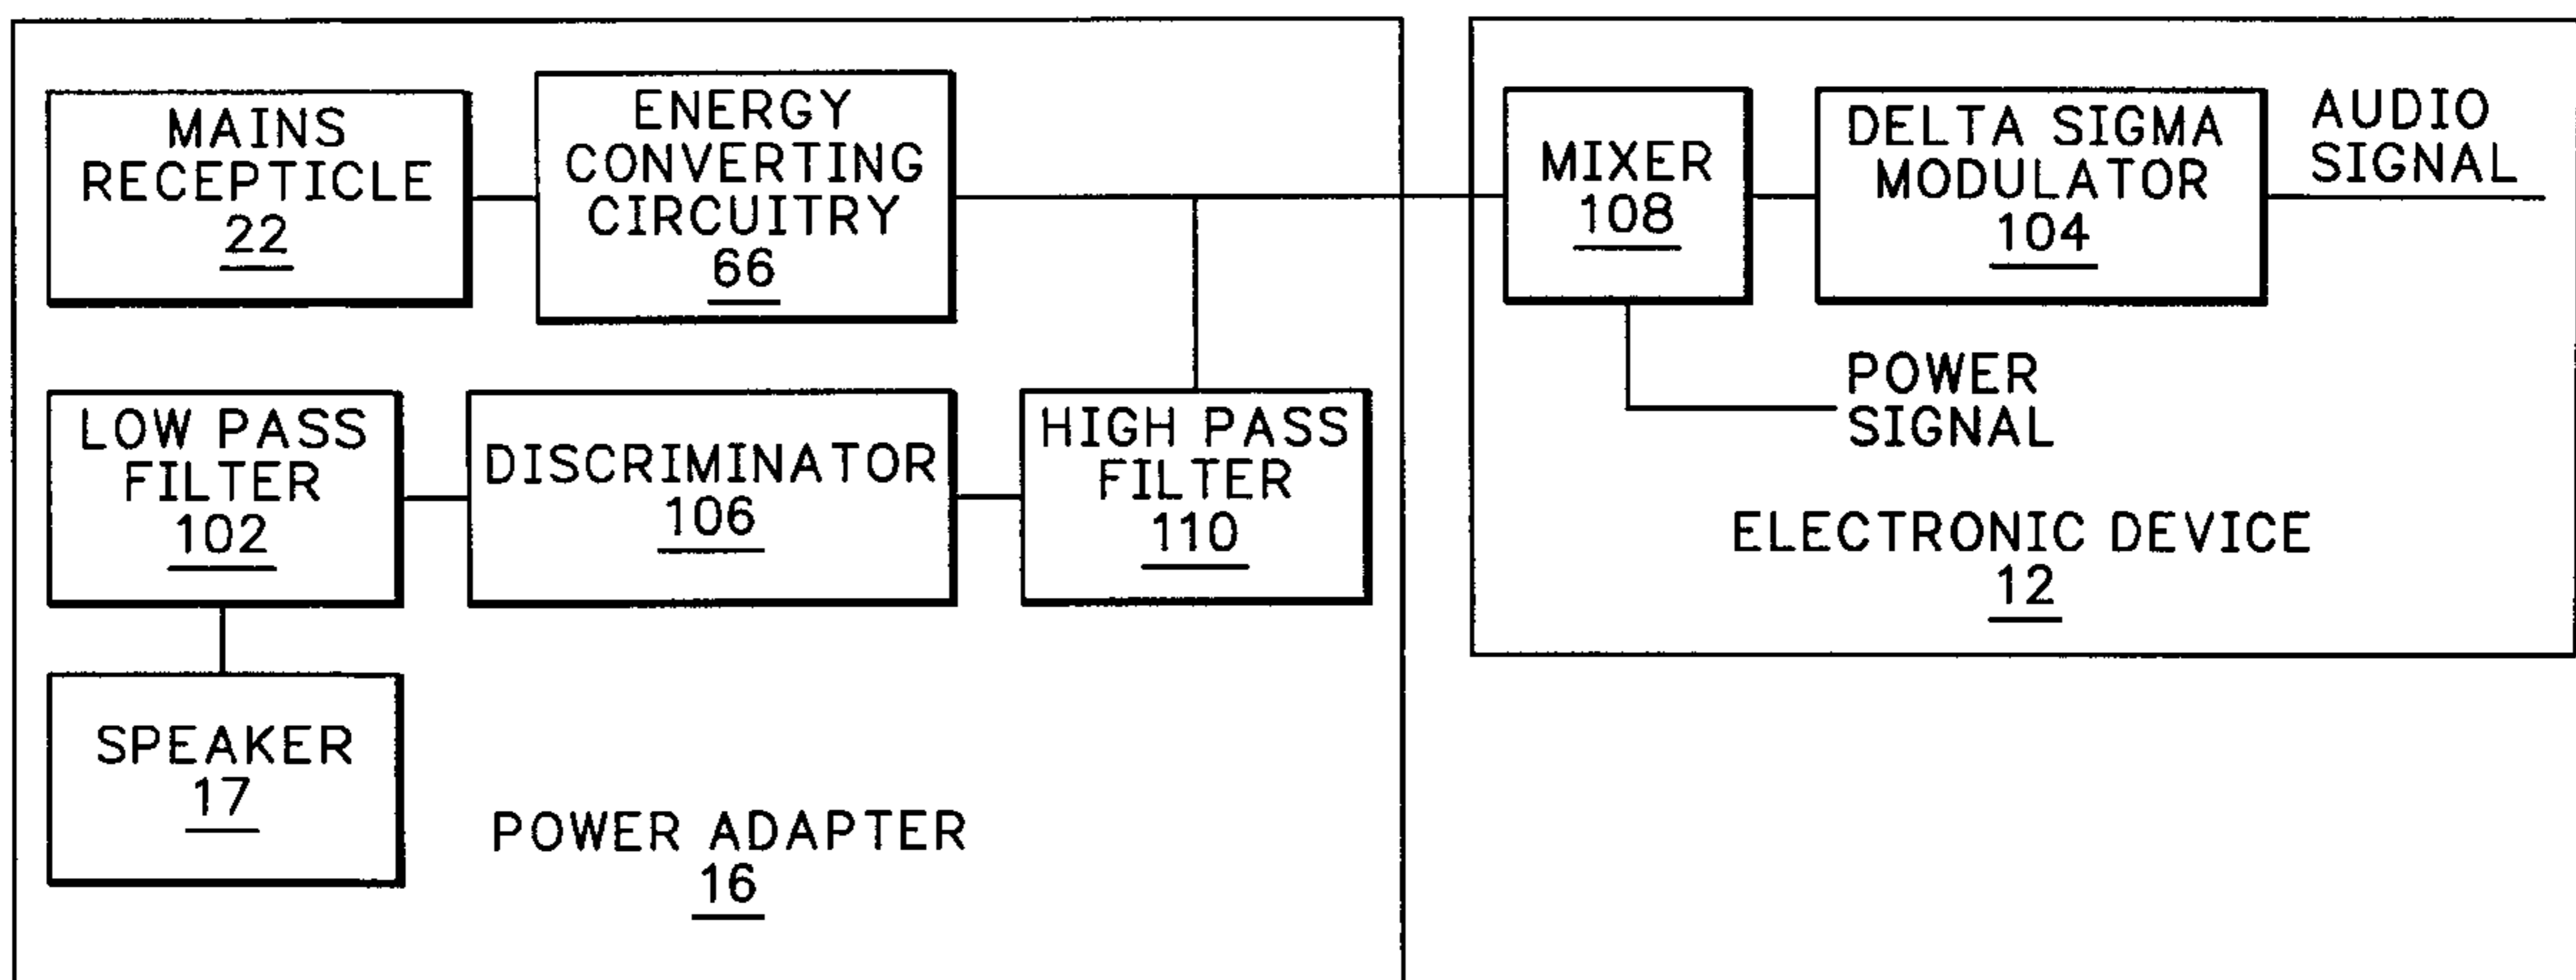 MAINS
RECEPTICLE
22
ENERGY
CONVERTING
CIRCUITRY
66
LOW PASS
FILTER
102
DISCRIMINATOR
106
HIGH PASS
FILTER
110
SPEAKER
17
POWER ADAPTER
16
MIXER
108
DELTA SIGMA
MODULATOR
104
AUDIO
SIGNAL
POWER
SIGNAL
ELECTRONIC DEVICE
12